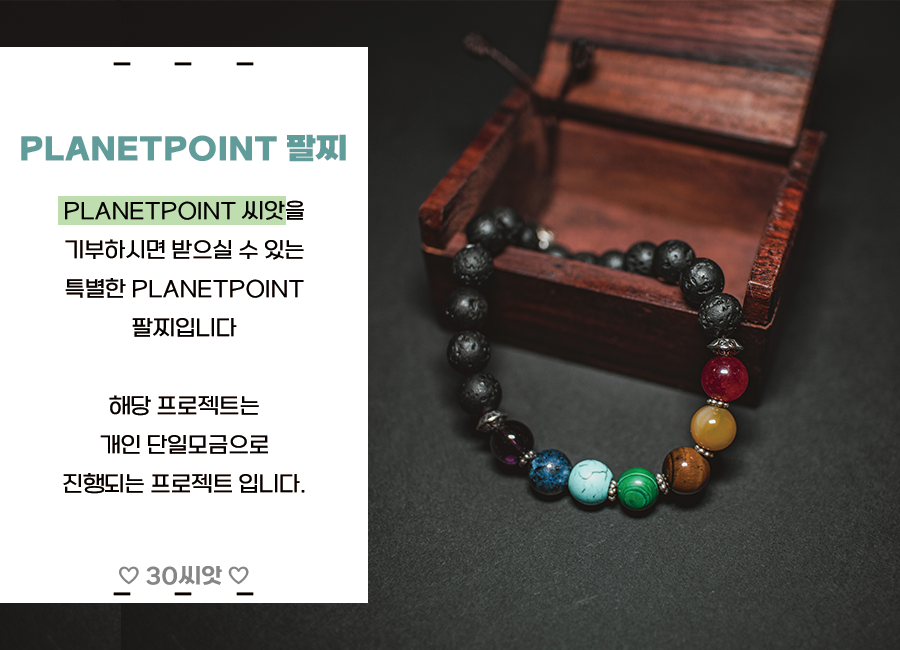 PLANETPOINT 팔찌
PLANETPOINT 씨앗을
기부하시면 받으실 수 있는
특별한 PLANETPOINT
팔찌입니다
해당 프로젝트는
개인 단일모금으로
진행되는 프로젝트 입니다.
♡ 30씨앗 ♡